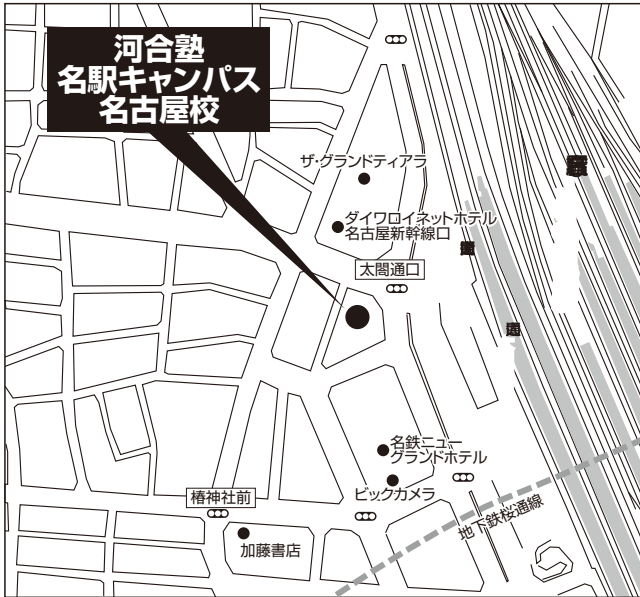 河合塾
名駅キャンパス
名古屋校
ザ・グランドティアラ
ダイワロイネットホテル
名古屋新幹線口
太閤通口
名鉄ニュー
グランドホテル
ビックカメラ
椿神社前
加藤書店
地下鉄桜通線